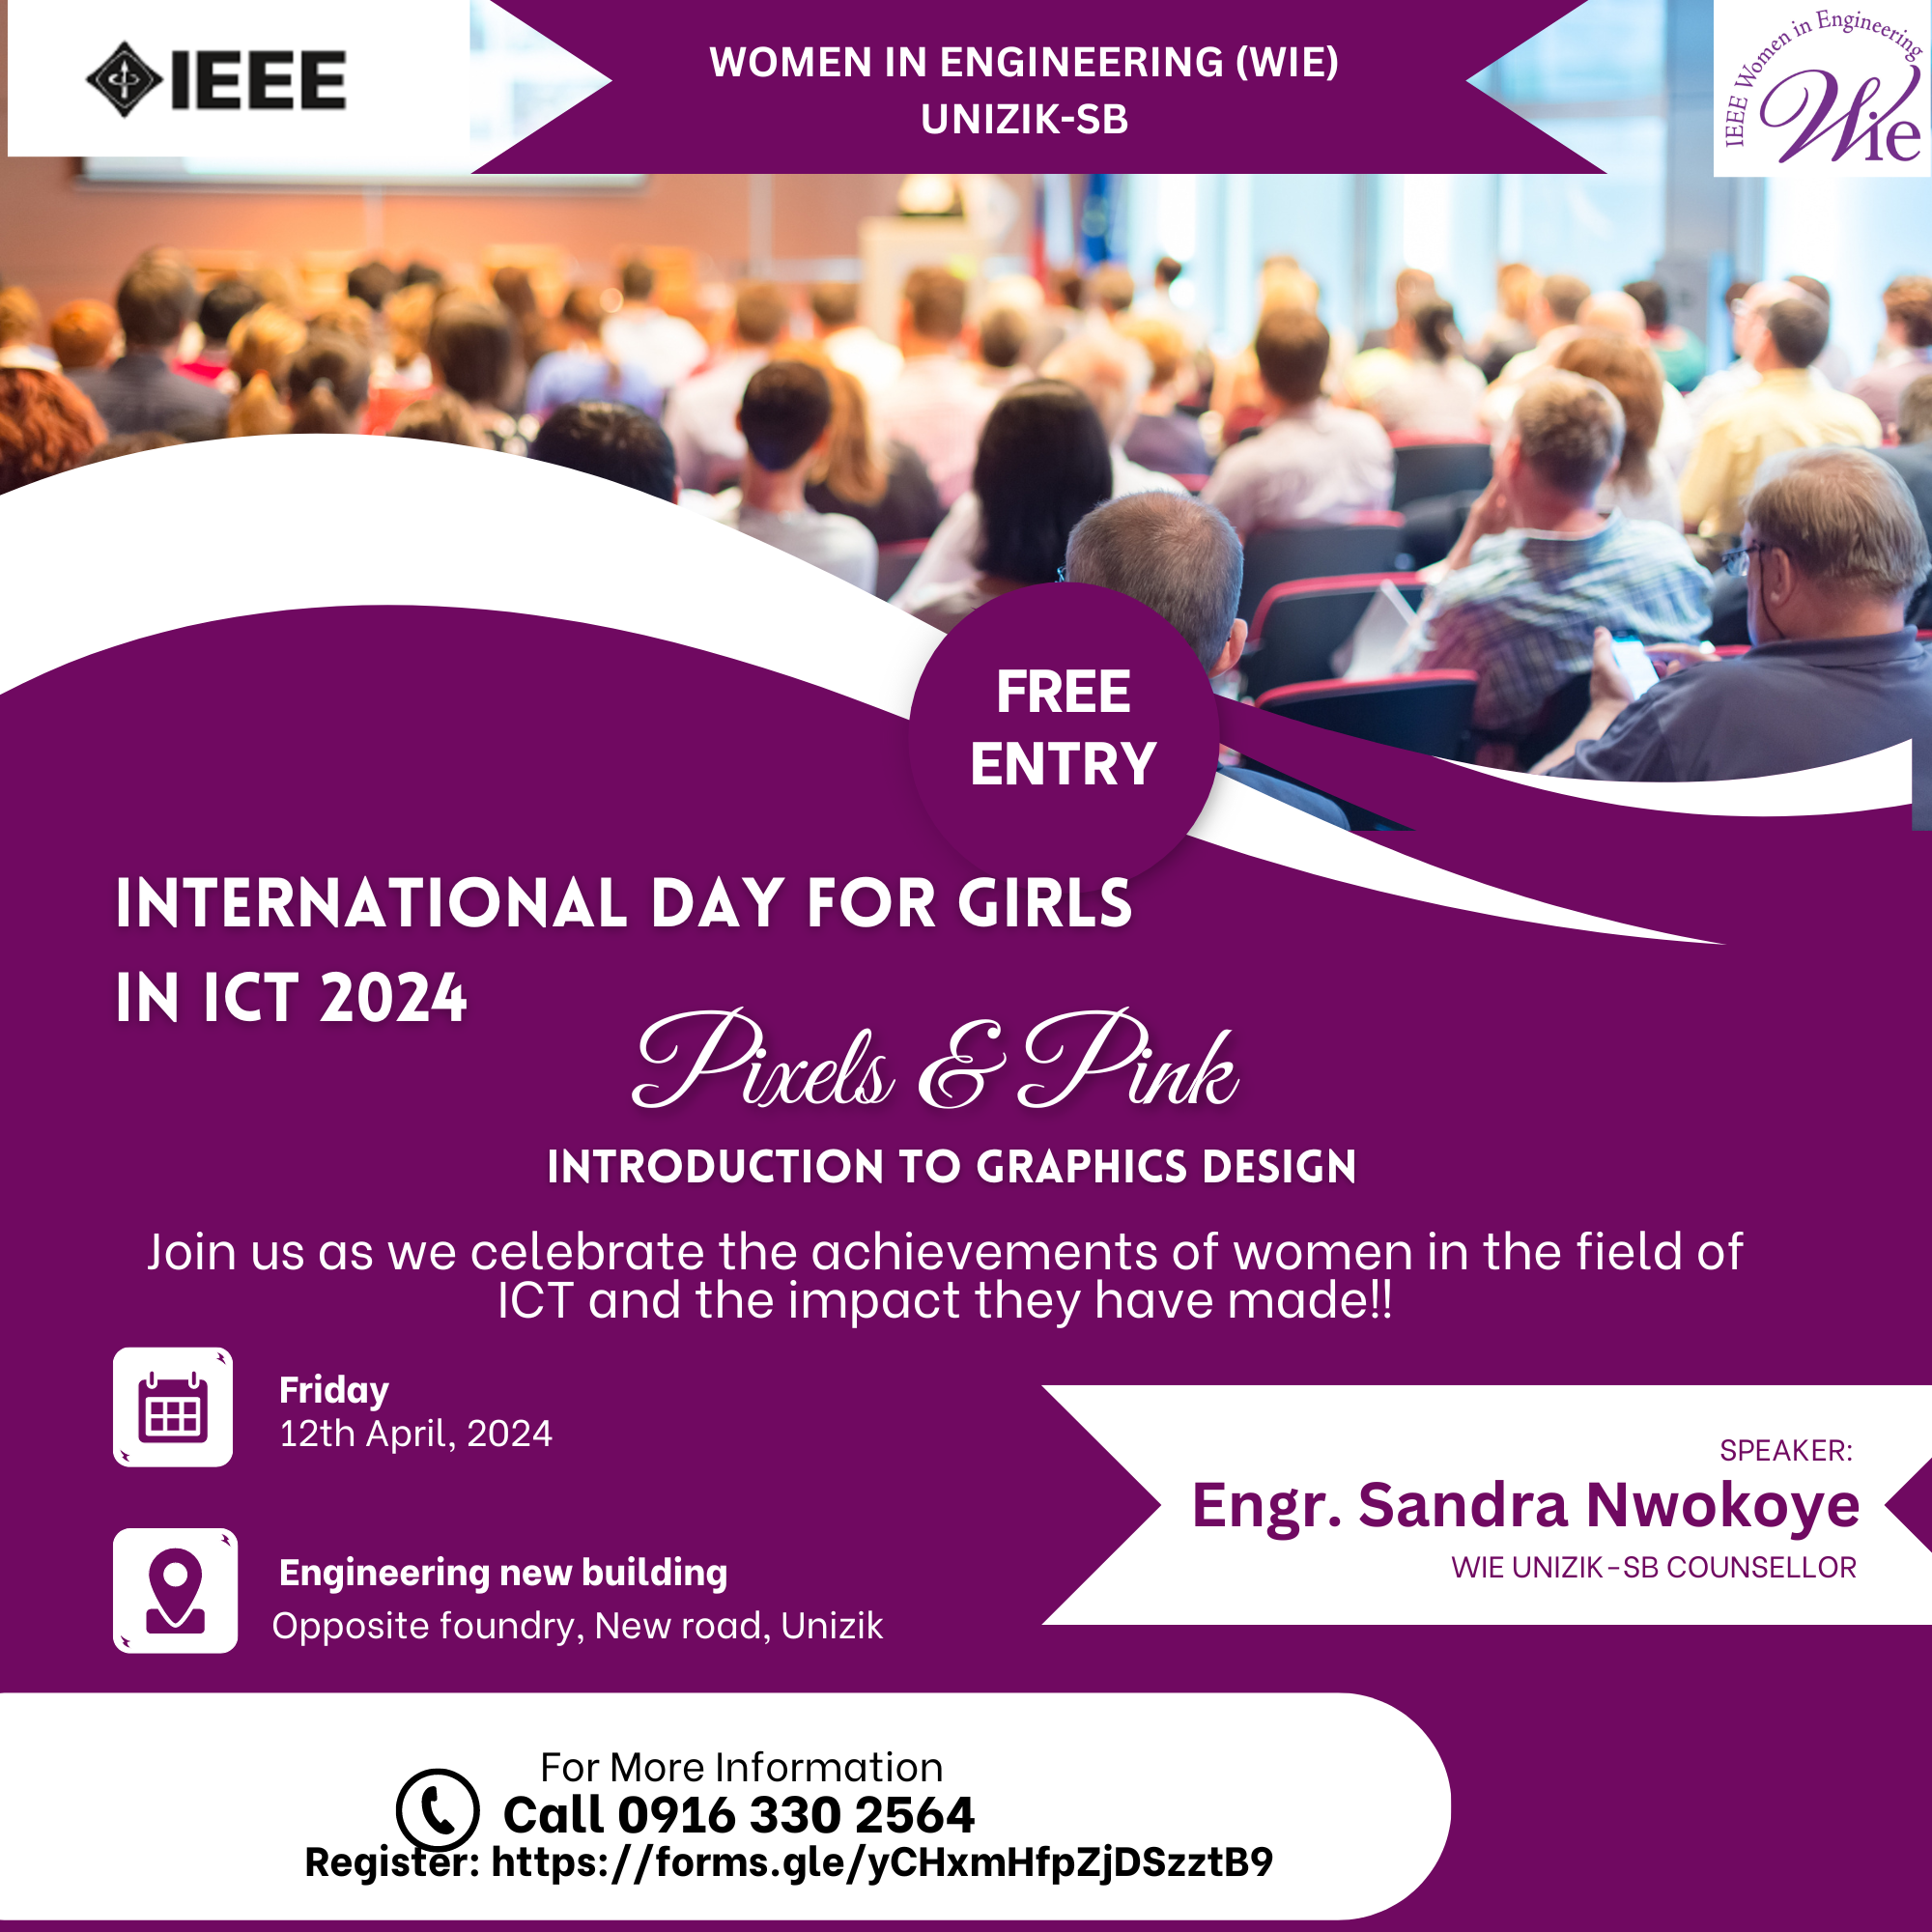 IEEE
WOMEN IN ENGINEERING (WIE)
UNIZIK-SB
IEEE Women in Engineering
Wie
FREE
ENTRY
INTERNATIONAL DAY FOR GIRLS
IN ICT 2024
Pixels & Pink
INTRODUCTION TO GRAPHICS DESIGN
Join us as we celebrate the achievements of women in the field of
ICT and the impact they have made!!
Friday
12th April, 2024
SPEAKER:
Engr. Sandra Nwokoye
WIE UNIZIK-SB COUNSELLOR
Engineering new building
Opposite foundry, New road, Unizik
For More Information
Call 0916 330 2564
Register: https://forms.gle/yCHxmHfpZjDSzztB9